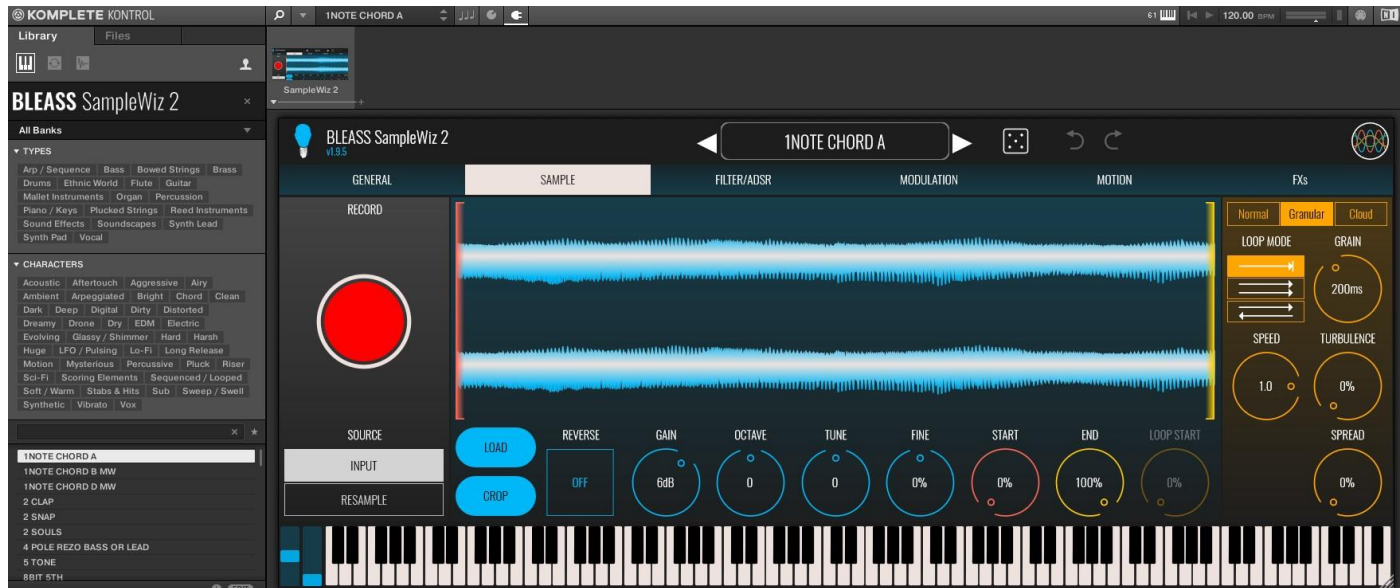 KOMPLETE KONTROL
1NOTE CHORD A
61
120.00 BPM
Library Files
BLEASS SampleWiz 2
×
All Banks
TYPES
Arp / Sequence Bass Bowed Strings Brass
Drums Ethnic World Flute Guitar
Mallet Instruments Organ Percussion
Piano / Keys Plucked Strings Reed Instruments
Sound Effects Soundscapes Synth Lead
Synth Pad Vocal
CHARACTERS
Acoustic Aftertouch Aggressive Airy
Ambient Arpeggiated Bright Chord Clean
Dark Deep Digital Dirty Distorted
Dreamy Drone Dry EDM Electric
Evolving Glassy / Shimmer Hard Harsh
Huge LFO / Pulsing Lo-Fi Long Release
Motion Mysterious Percussive Pluck Riser
Sci-Fi Scoring Elements Sequenced / Looped
Soft / Warm Stabs & Hits Sub Sweep / Swell
Synthetic Vibrato Vox
1NOTE CHORD A
1NOTE CHORD B MW
1NOTE CHORD D MW
2 CLAP
2 SNAP
2 SOULS
4 POLE REZO BASS OR LEAD
5 TONE
8BIT 5TH
EDIT
SampleWiz 2
BLEASS SampleWiz 2
v1.9.5
1NOTE CHORD A
GENERAL SAMPLE FILTER/ADSR MODULATION MOTION FXs
RECORD
SOURCE
INPUT
RESAMPLE
LOAD
CROP
REVERSE GAIN OCTAVE TUNE FINE START END LOOP START
OFF 6dB 0 0 0% 0% 100% 0%
Normal Granular Cloud
LOOP MODE GRAIN
200ms
SPEED TURBULENCE
1.0 0%
SPREAD
0%